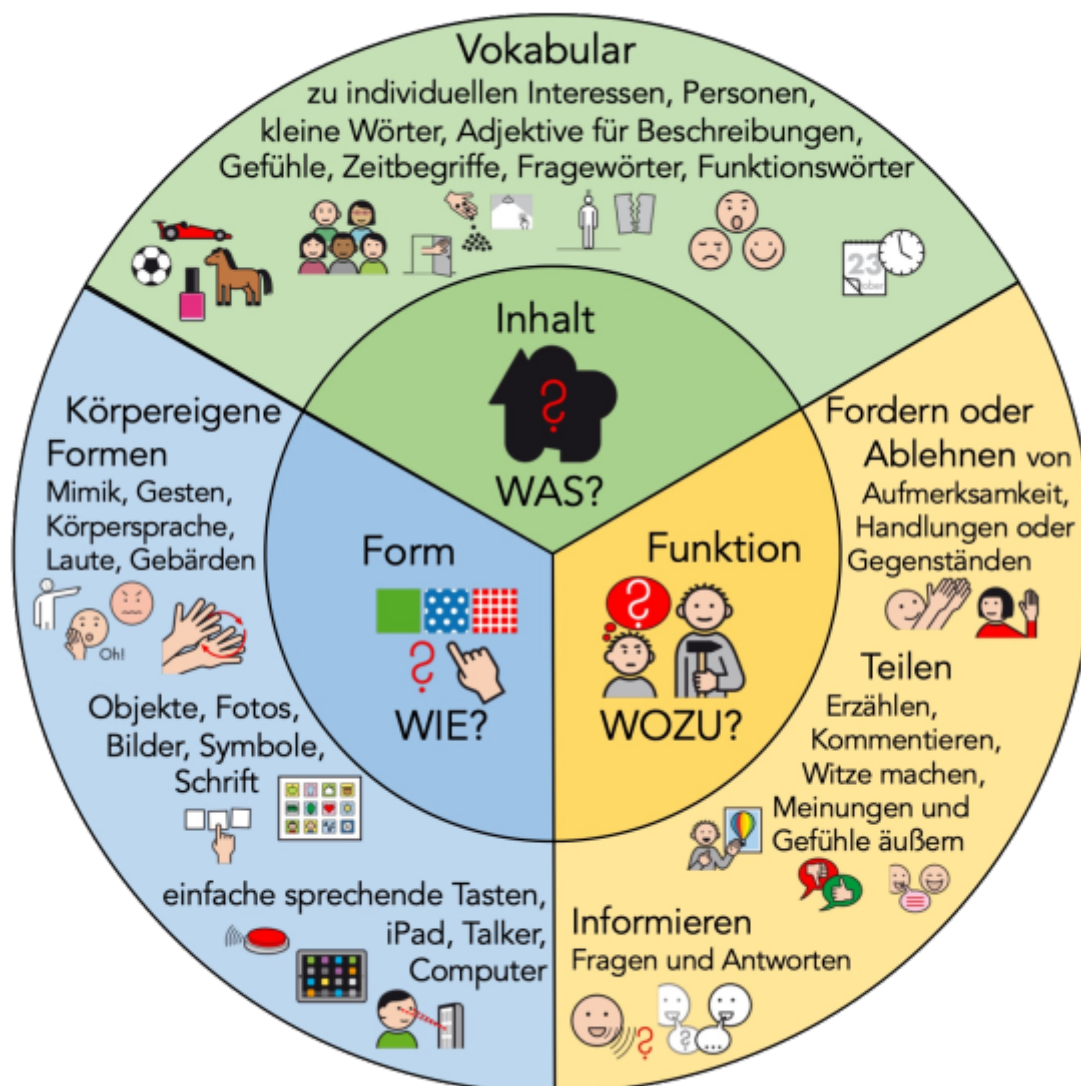 Vokabular
zu individuellen Interessen, Personen,
kleine Wörter, Adjektive für Beschreibungen,
Gefühle, Zeitbegriffe, Fragewörter, Funktionswörter
23
Inhalt
?
WAS?
Körpereigene
Formen
Mimik, Gesten,
Körpersprache,
Laute, Gebärden
Oh!
Objekte, Fotos,
Bilder, Symbole,
Schrift
einfache sprechende Tasten,
iPad, Talker,
Computer
Form
?
WIE?
Funktion
?
WOZU?
Fordern oder
Ablehnen von
Aufmerksamkeit,
Handlungen oder
Gegenständen
Teilen
Erzählen,
Kommentieren,
Witze machen,
Meinungen und
Gefühle äußern
Informieren
Fragen und Antworten
?
?
...